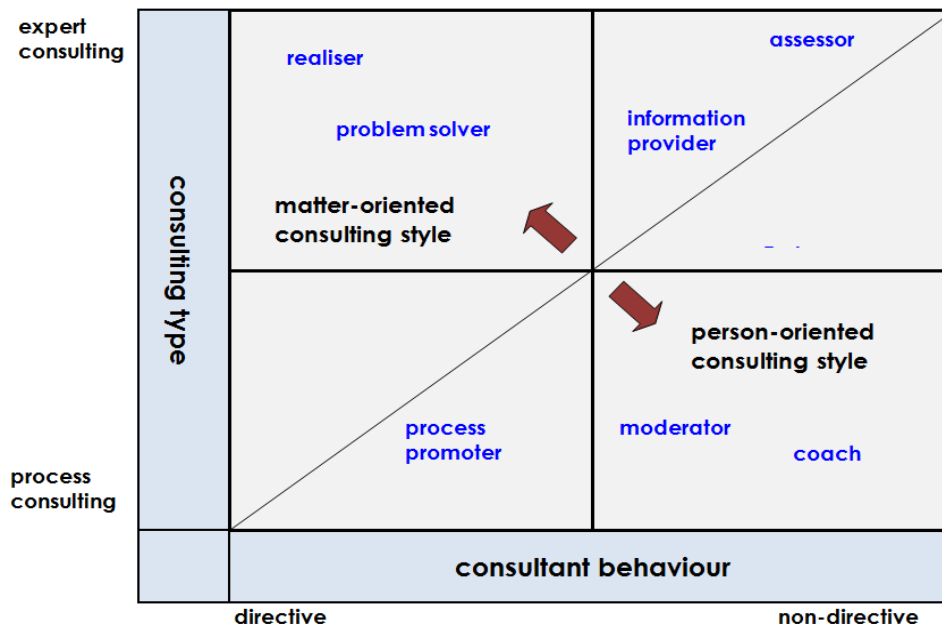 expert
consulting
realiser
assessor
problem solver
information
provider
matter-oriented
consulting style
consulting type
person-oriented
consulting style
process
promoter
moderator
coach
process
consulting
consultant behaviour
directive
non-directive